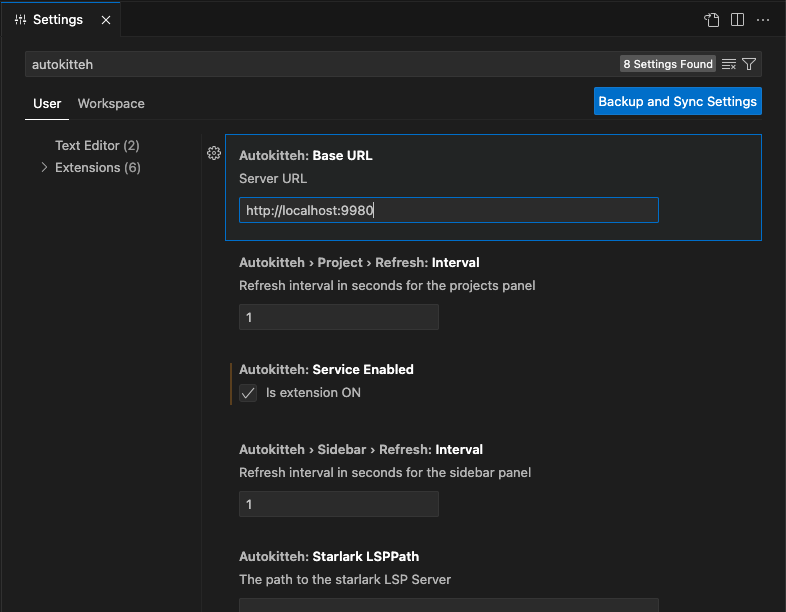 Settings
autokitteh
8 Settings Found
User Workspace
Backup and Sync Settings
Text Editor (2)
Extensions (6)
Autokitteh: Base URL
Server URL
http://localhost:9980
Autokitteh › Project › Refresh: Interval
Refresh interval in seconds for the projects panel
1
Autokitteh: Service Enabled
Is extension ON
Autokitteh › Sidebar › Refresh: Interval
Refresh interval in seconds for the sidebar panel
1
Autokitteh: Starlark LSPPath
The path to the starlark LSP Server